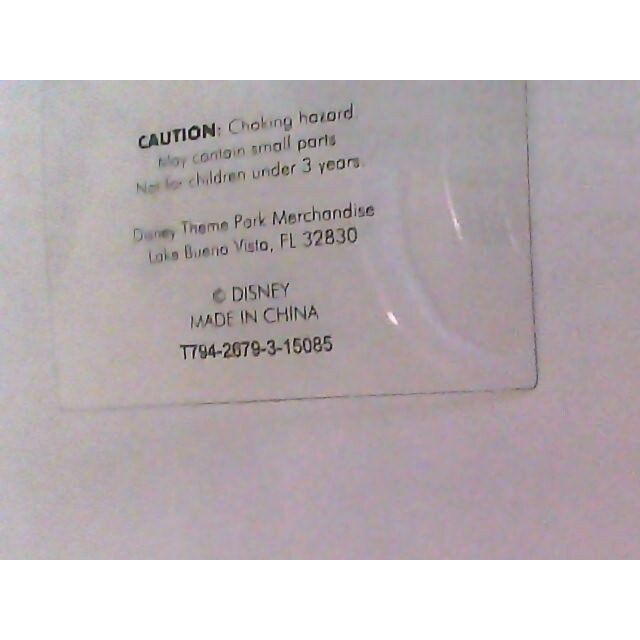 CAUTION: Choking hazard.
May contain small parts
Not for children under 3 years.
Disney Theme Park Merchandise
Lake Buena Vista, FL 32830
© DISNEY
MADE IN CHINA
T794-2679-3-15085